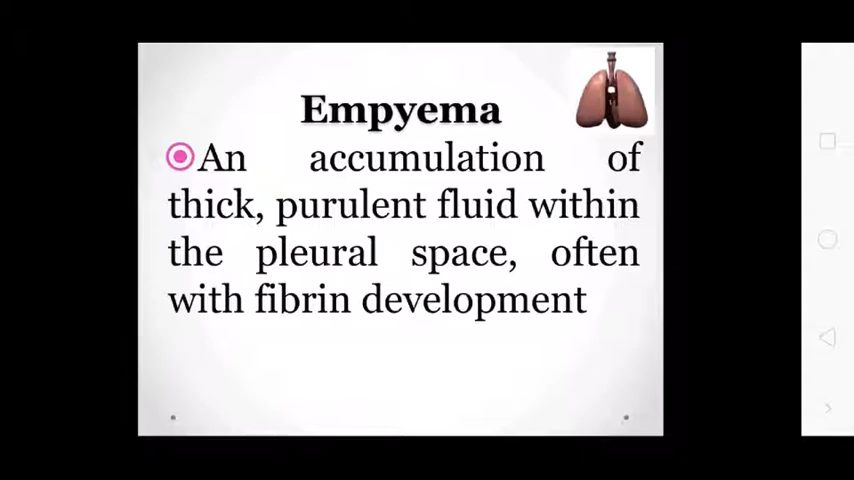 Empyema
An accumulation of
thick, purulent fluid within
the pleural space, often
with fibrin development